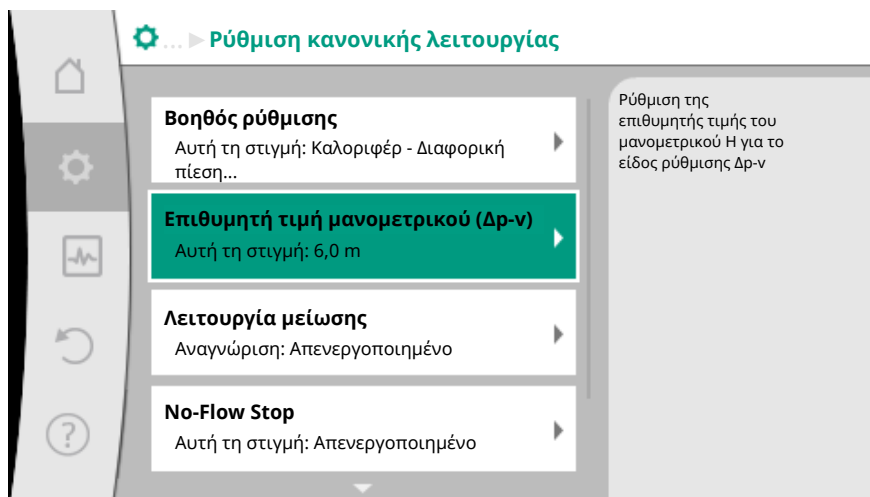 ... Ρύθμιση κανονικής λειτουργίας
Βοηθός ρύθμισης
Αυτή τη στιγμή: Καλοριφέρ - Διαφορική
πίεση...
Επιθυμητή τιμή μανομετρικού (Δp-v)
Αυτή τη στιγμή: 6,0 m
Λειτουργία μείωσης
Αναγνώριση: Απενεργοποιημένο
No-Flow Stop
Αυτή τη στιγμή: Απενεργοποιημένο
Ρύθμιση της
επιθυμητής τιμής του
μανομετρικού H για το
είδος ρύθμισης Δp-v
?